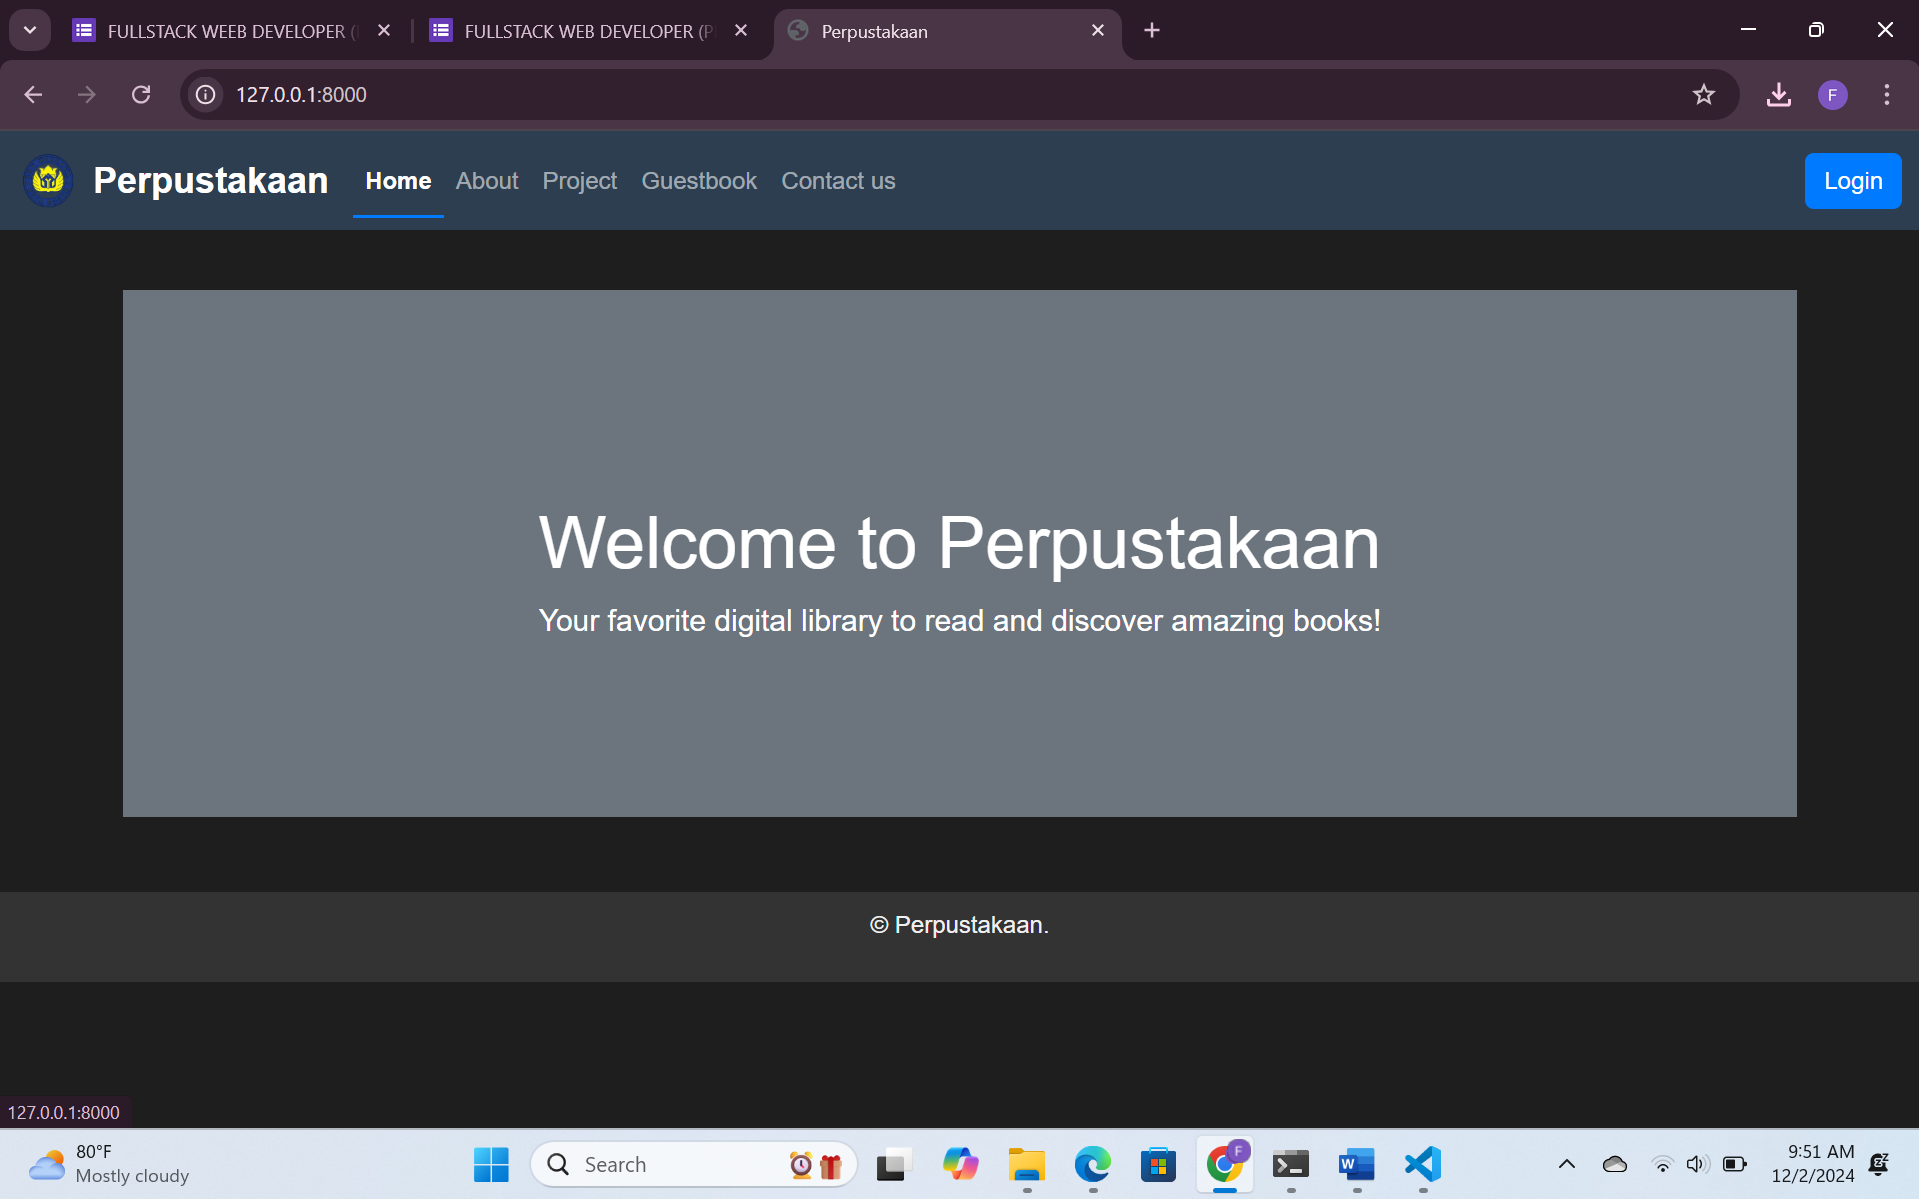 FULLSTACK WEEB DEVELOPER (
FULLSTACK WEB DEVELOPER (P
Perpustakaan
127.0.0.1:8000
F
Perpustakaan
Home
About
Project
Guestbook
Contact us
Login
Welcome to Perpustakaan
Your favorite digital library to read and discover amazing books!
© Perpustakaan.
127.0.0.1:8000
80°F
Mostly cloudy
Search
F
W
9:51 AM
12/2/2024